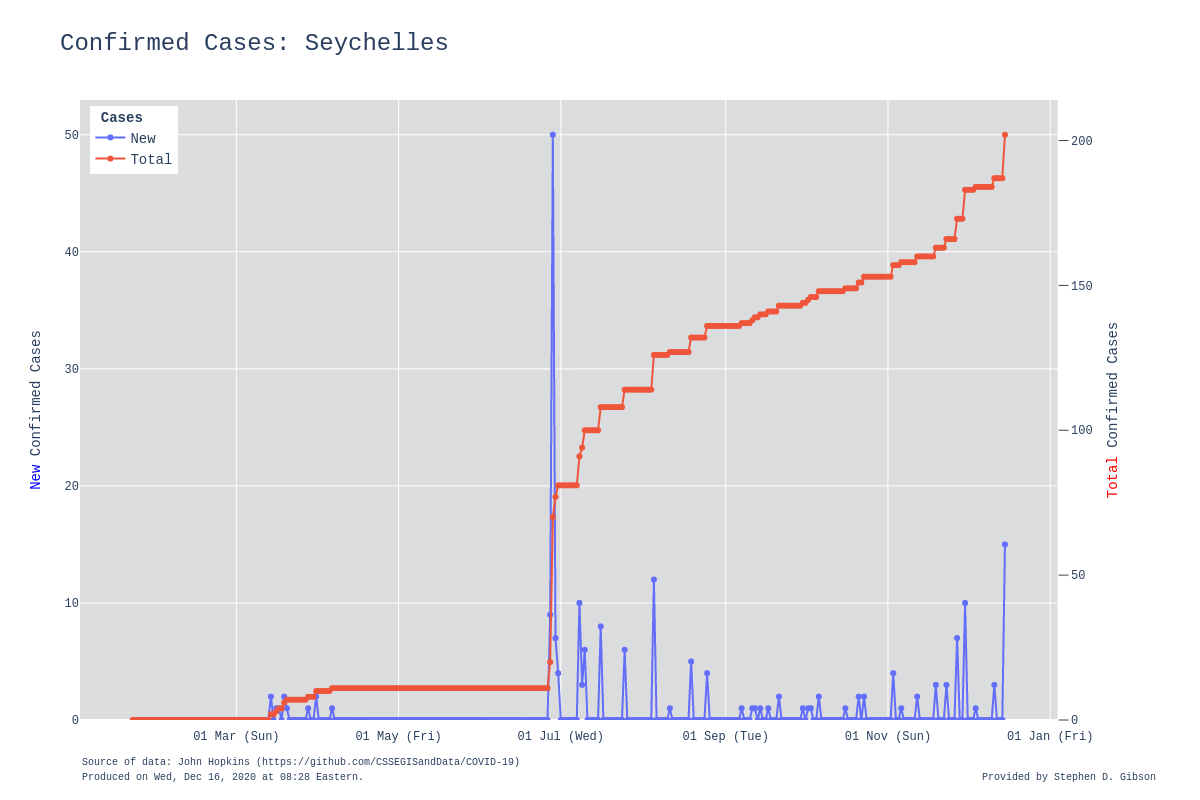 Confirmed Cases: Seychelles
Cases
New
Total
50
40
30
20
10
0
200
150
100
50
0
New Confirmed Cases
Total Confirmed Cases
01 Mar (Sun)
01 May (Fri)
01 Jul (Wed)
01 Sep (Tue)
01 Nov (Sun)
01 Jan (Fri)
Source of data: John Hopkins (https://github.com/CSSEGISandData/COVID-19)
Produced on Wed, Dec 16, 2020 at 08:28 Eastern.
Provided by Stephen D. Gibson